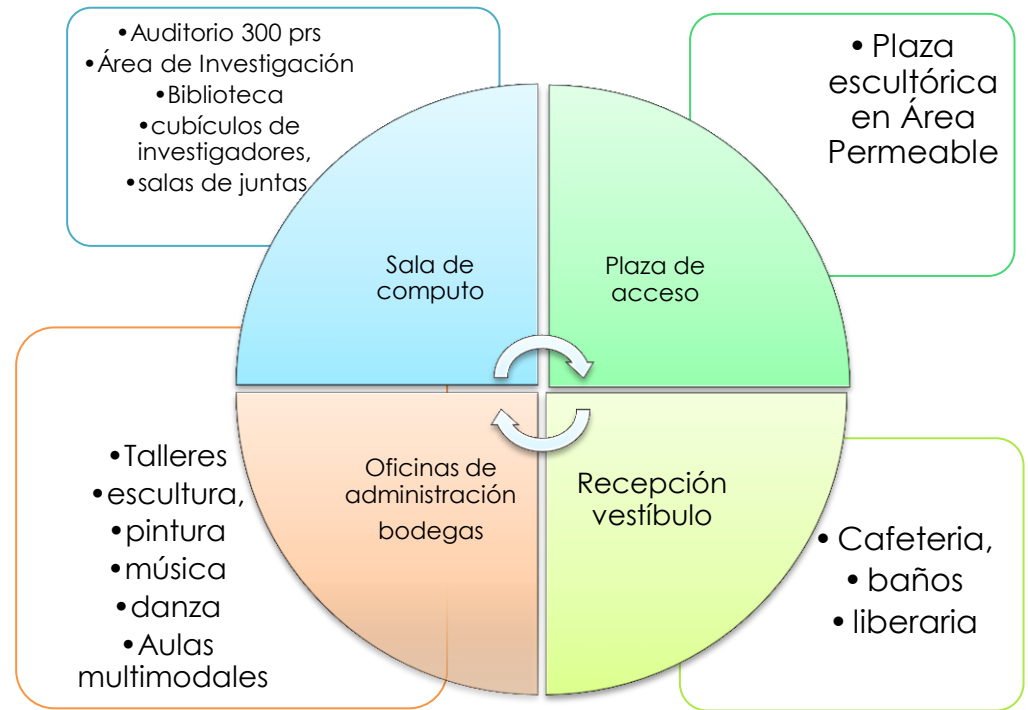 •Auditorio 300 prs
•Área de Investigación
•Biblioteca
•cubículos de
investigadores,
•salas de juntas
• Plaza
escultórica
en Área
Permeable
Sala de
computo
Plaza de
acceso
Oficinas de
administración
bodegas
Recepción
vestíbulo
•Talleres
•escultura,
•pintura
•música
•danza
•Aulas
multimodales
• Cafeteria,
• baños
• liberaria